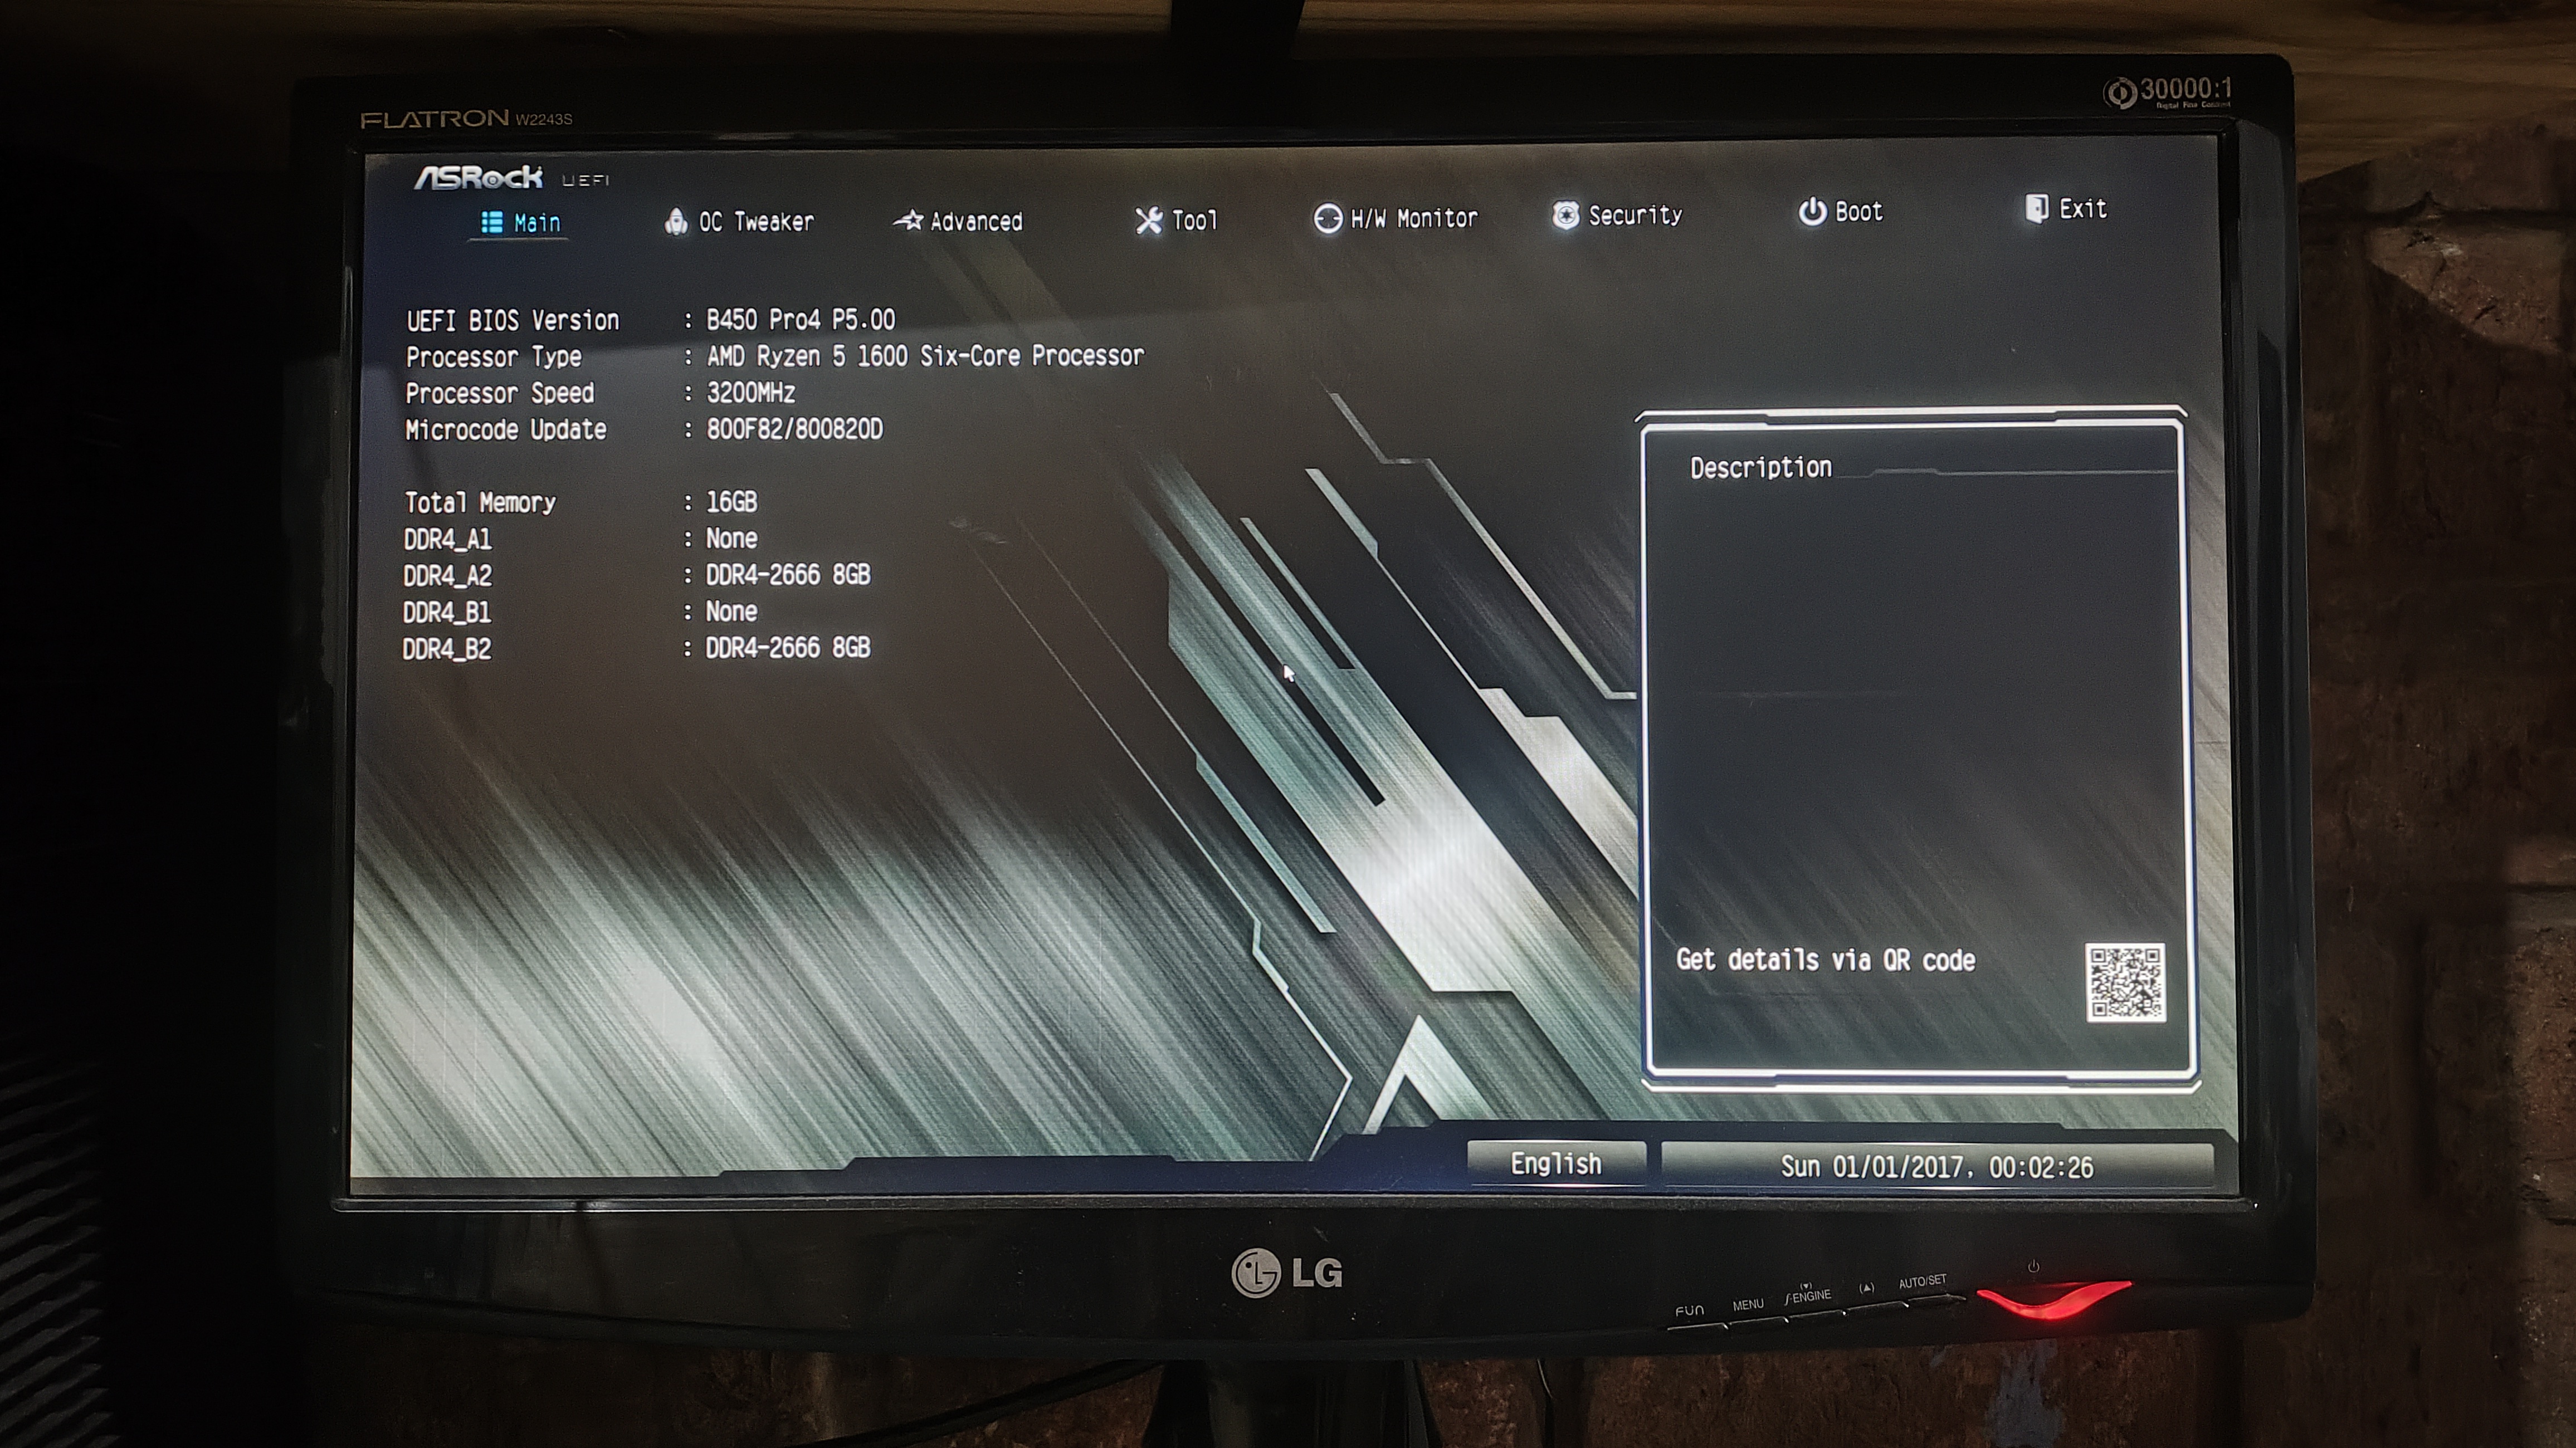 FLATRON W2243S
30000:1
Digital Fine Contrast
ASRock UEFI
Main OC Tweaker Advanced Tool H/W Monitor Security Boot Exit
UEFI BIOS Version : B450 Pro4 P5.00
Processor Type : AMD Ryzen 5 1600 Six-Core Processor
Processor Speed : 3200MHz
Microcode Update : 800F82/800820D
Description
Total Memory : 16GB
DDR4_A1 : None
DDR4_A2 : DDR4-2666 8GB
DDR4_B1 : None
DDR4_B2 : DDR4-2666 8GB
Get details via QR code
English Sun 01/01/2017, 00:02:26
LG
FUN MENU (▼) ƒ-ENGINE (▲) AUTO/SET